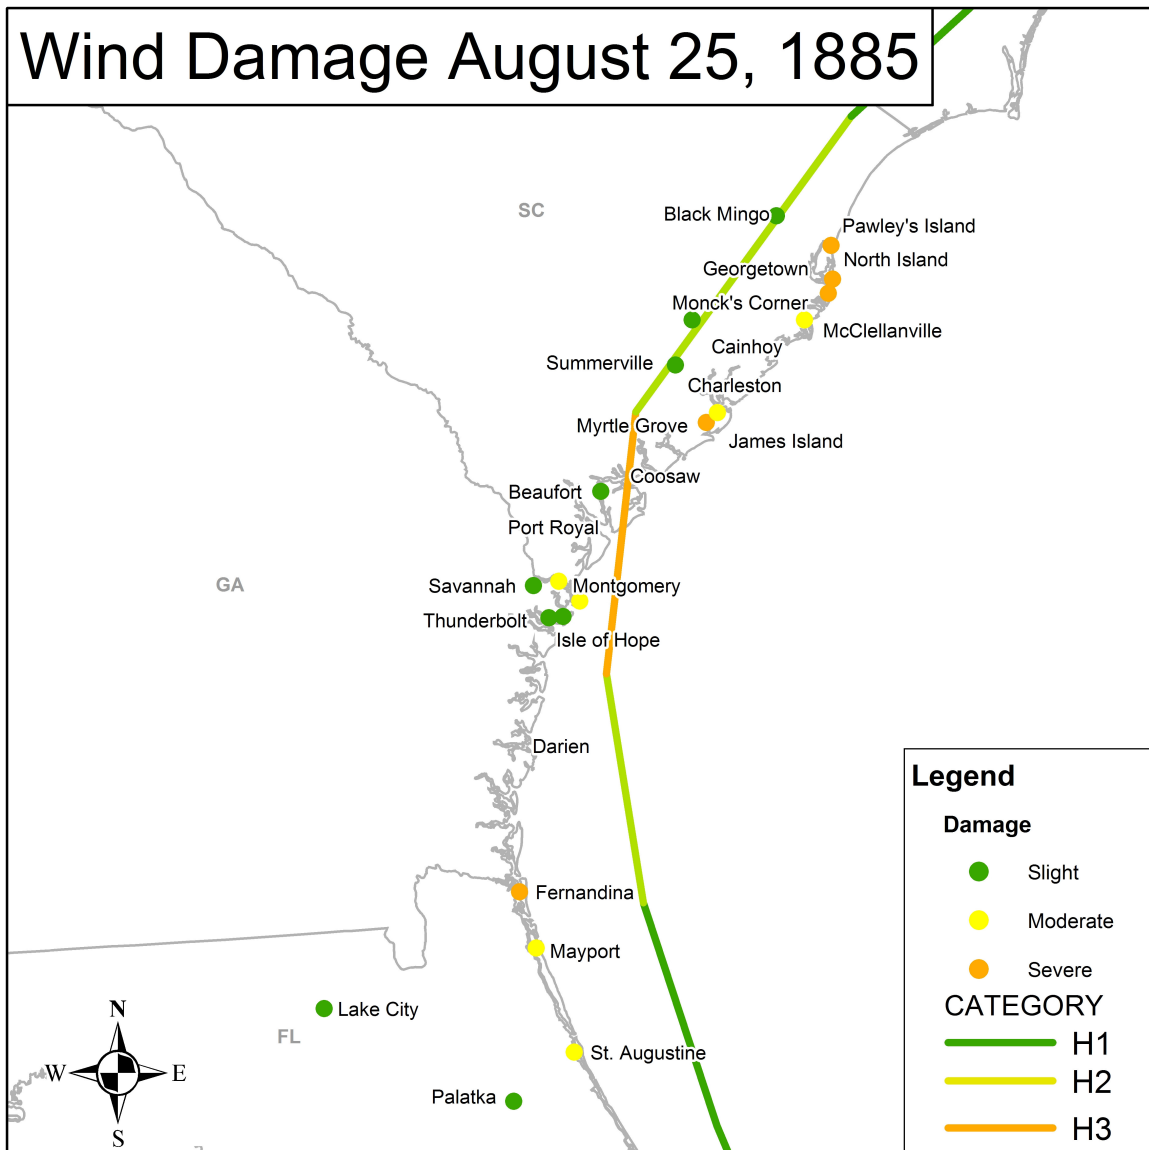 Wind Damage August 25, 1885
SC
Black Mingo
Pawley's Island
North Island
Georgetown
Monck's Corner
McClellanville
Cainhoy
Summerville
Charleston
Myrtle Grove
James Island
Coosaw
Beaufort
Port Royal
GA
Savannah
Montgomery
Thunderbolt
Isle of Hope
Darien
Fernandina
Mayport
Lake City
FL
St. Augustine
Palatka
N
W
E
S
Legend
Damage
Slight
Moderate
Severe
CATEGORY
H1
H2
H3